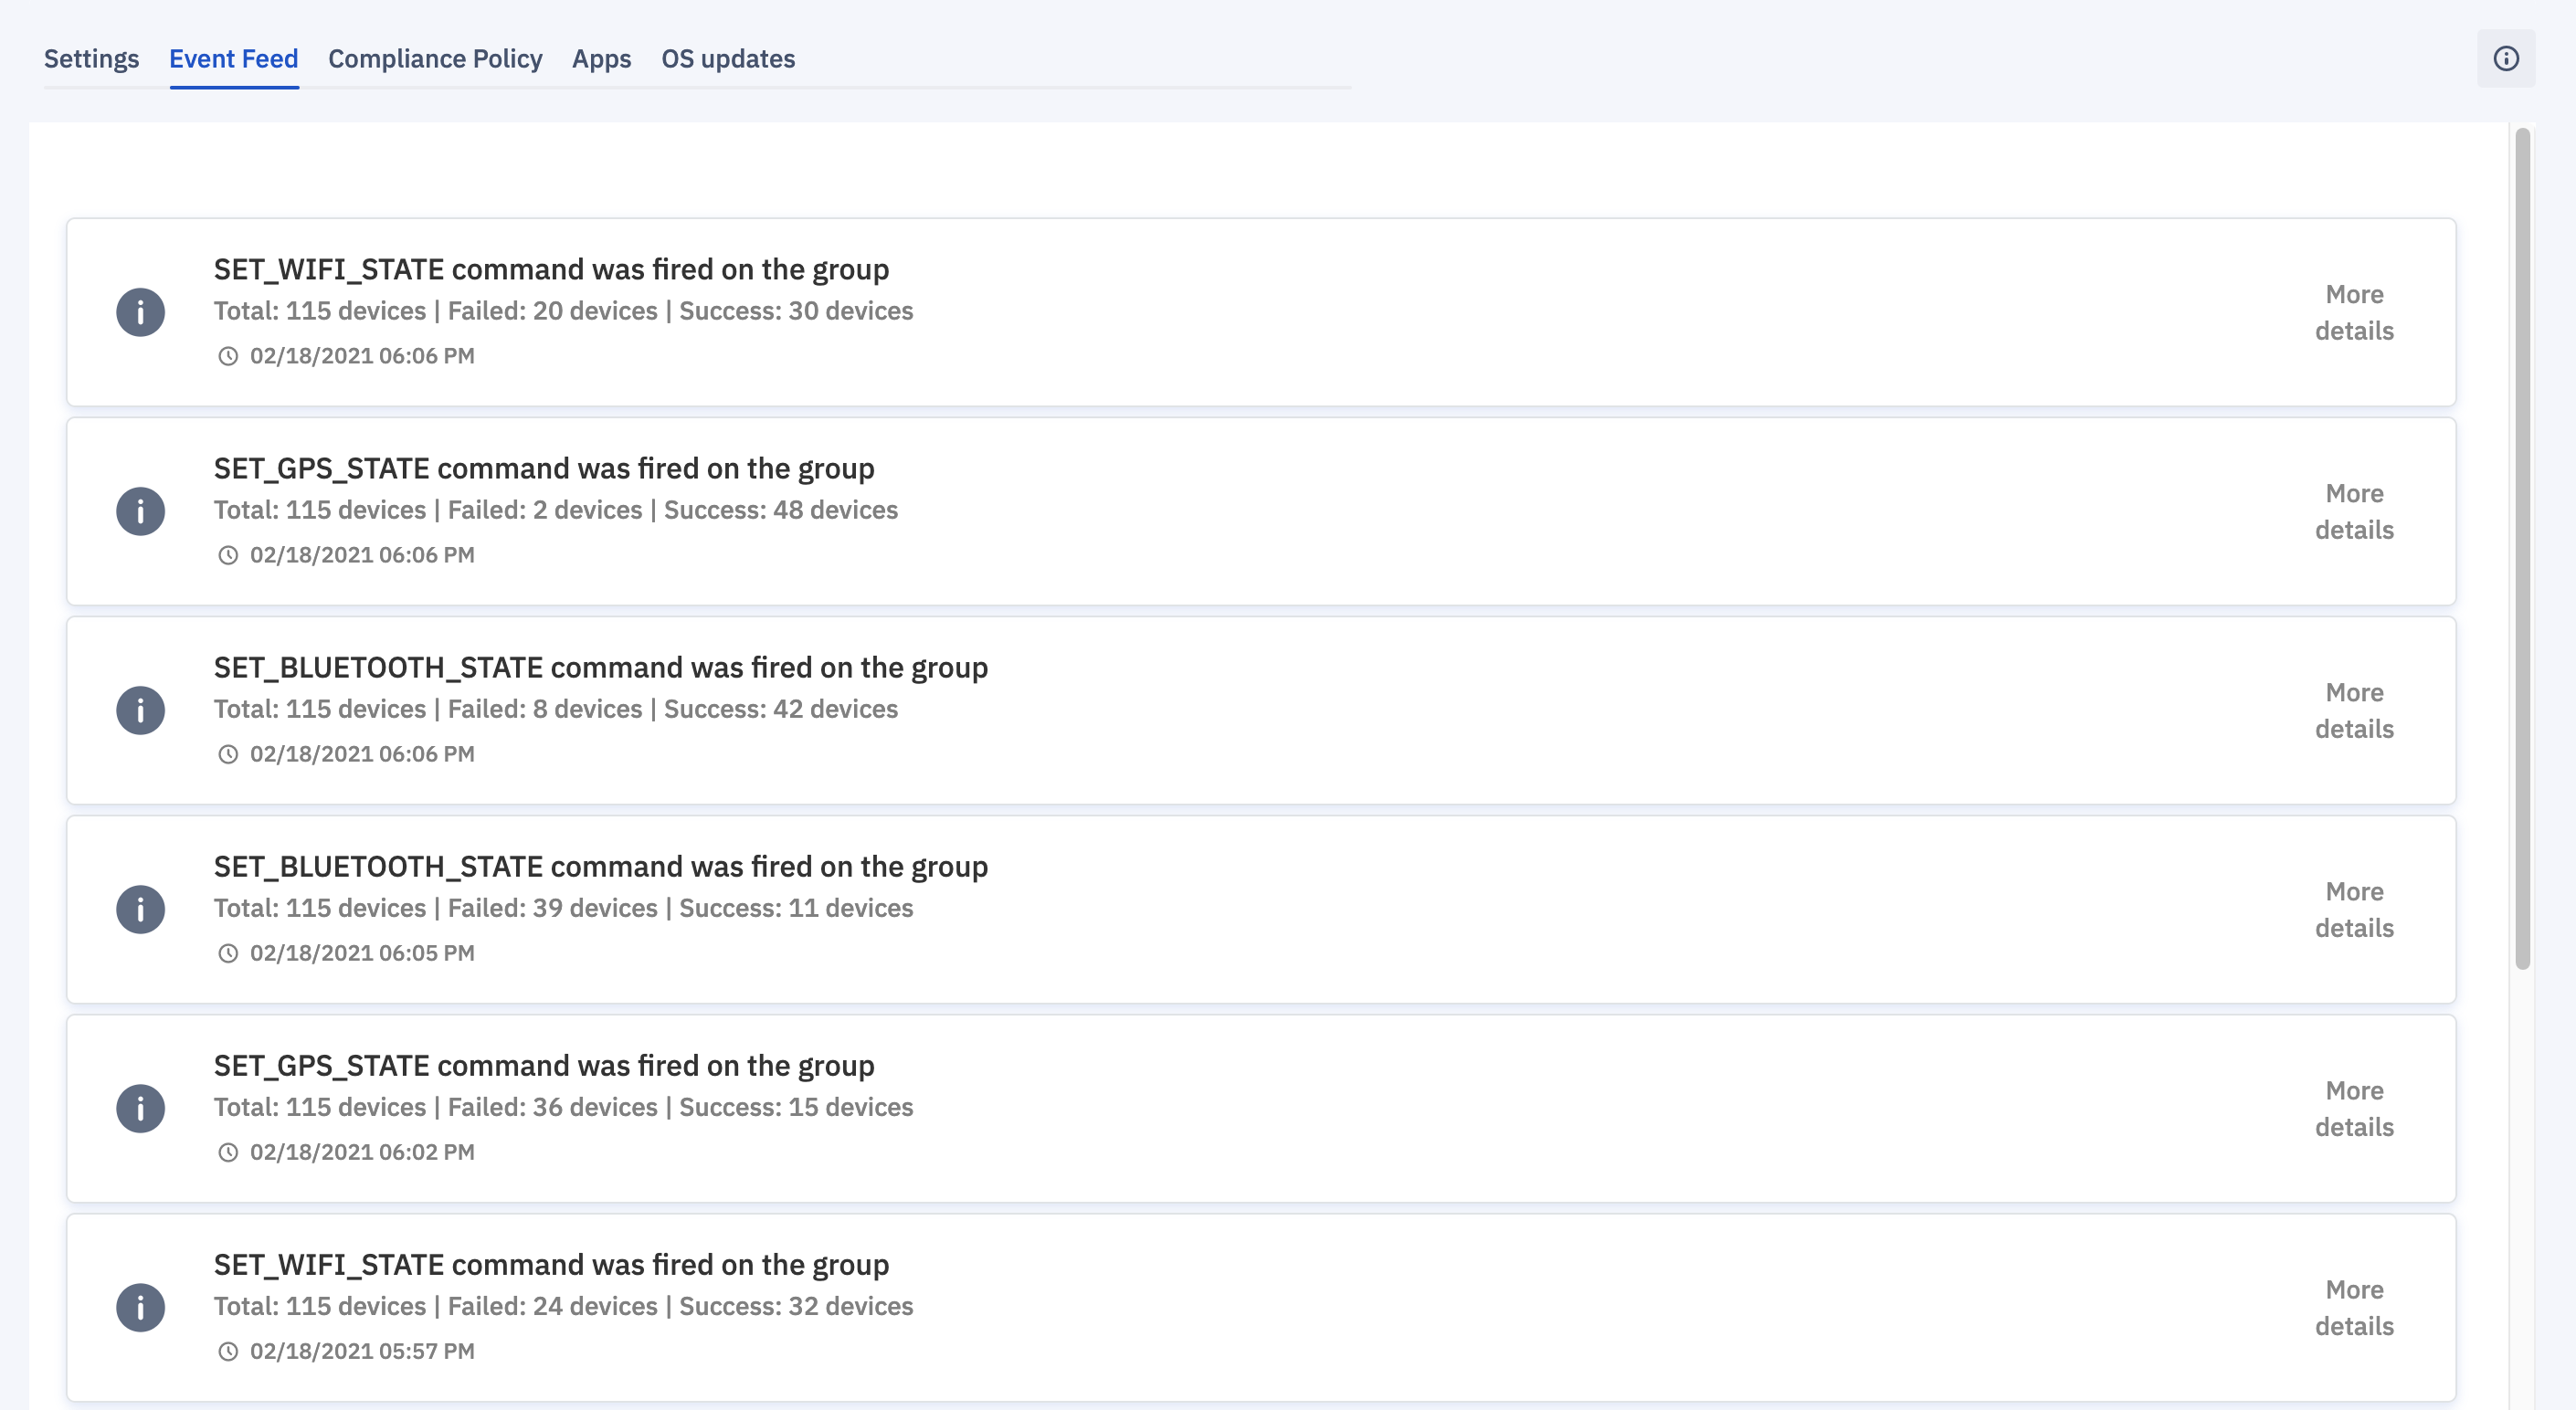 Settings Event Feed Compliance Policy Apps OS updates
SET_WIFI_STATE command was fired on the group
Total: 115 devices | Failed: 20 devices | Success: 30 devices
02/18/2021 06:06 PM
More
details
SET_GPS_STATE command was fired on the group
Total: 115 devices | Failed: 2 devices | Success: 48 devices
02/18/2021 06:06 PM
More
details
SET_BLUETOOTH_STATE command was fired on the group
Total: 115 devices | Failed: 8 devices | Success: 42 devices
02/18/2021 06:06 PM
More
details
SET_BLUETOOTH_STATE command was fired on the group
Total: 115 devices | Failed: 39 devices | Success: 11 devices
02/18/2021 06:05 PM
More
details
SET_GPS_STATE command was fired on the group
Total: 115 devices | Failed: 36 devices | Success: 15 devices
02/18/2021 06:02 PM
More
details
SET_WIFI_STATE command was fired on the group
Total: 115 devices | Failed: 24 devices | Success: 32 devices
02/18/2021 05:57 PM
More
details